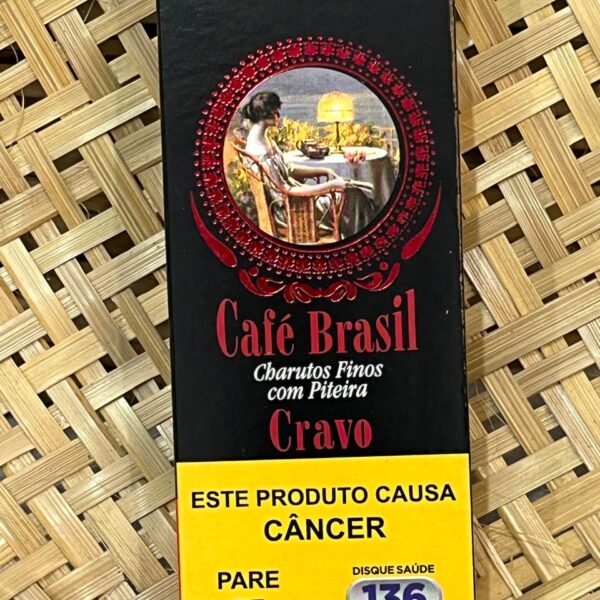 Café Brasil
Charutos Finos
com Piteira
Cravo
ESTE PRODUTO CAUSA
CÂNCER
PARE
DISQUE SAÚDE
136